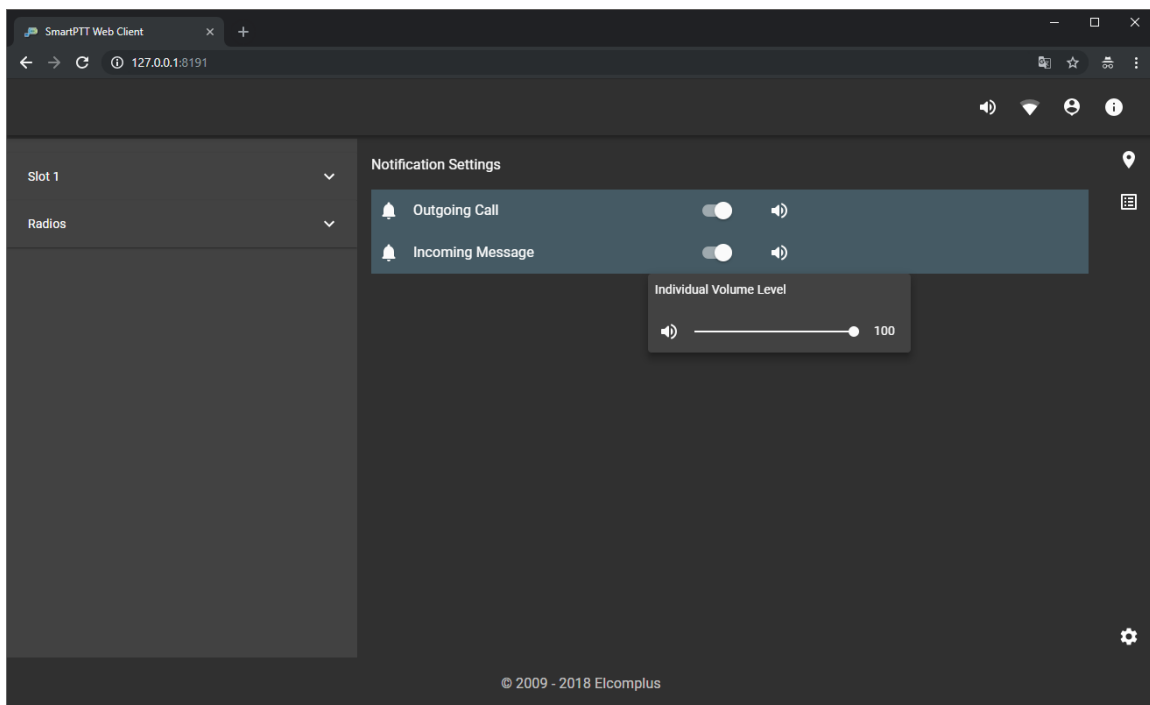 SmartPTT Web Client
127.0.0.1:8191
Slot 1
Radios
Notification Settings
Outgoing Call
Incoming Message
Individual Volume Level
100
© 2009 - 2018 Elcomplus